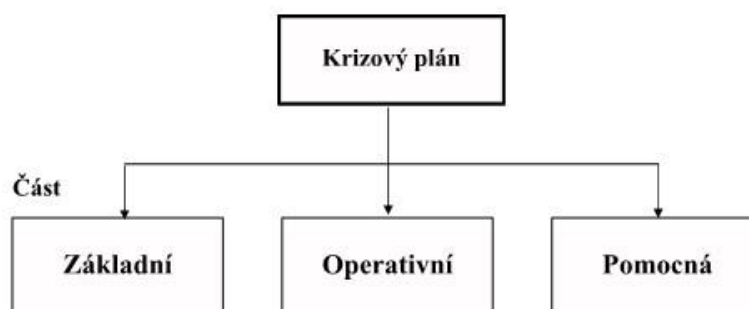 Krizový plán
Část
Základní
Operativní
Pomocná